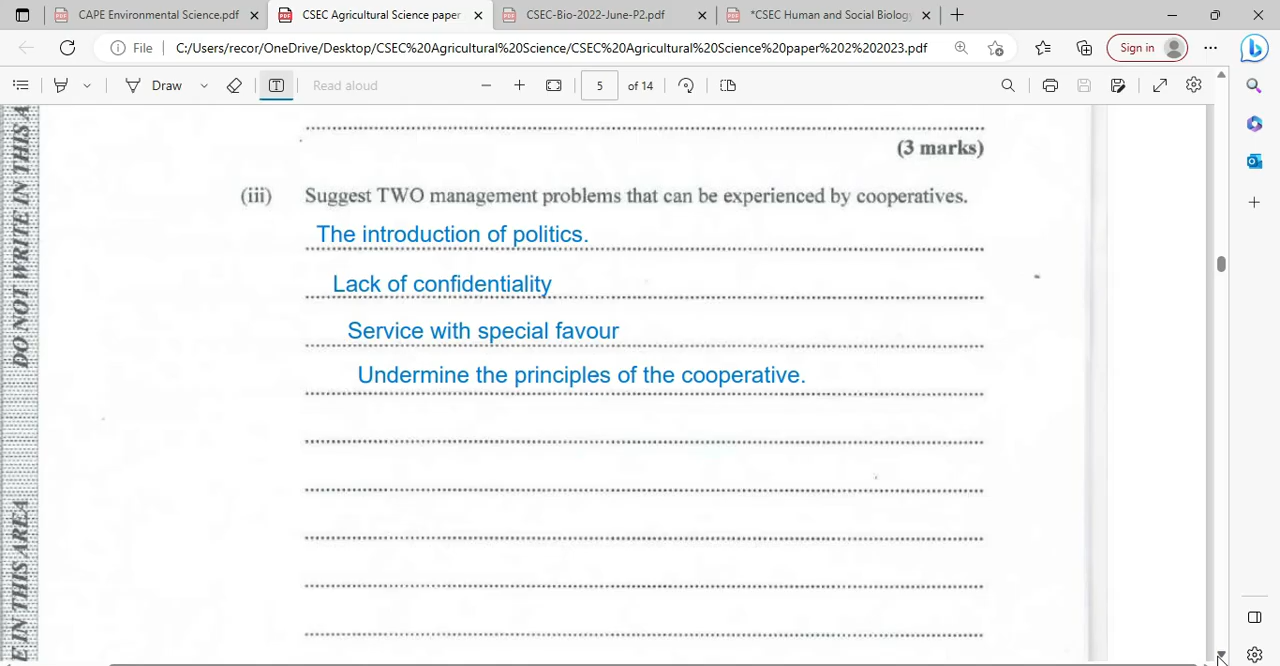 CAPE Environmental Science.pdf
CSEC Agricultural Science paper
CSEC-Bio-2022-June-P2.pdf
*CSEC Human and Social Biology
File
C:/Users/recor/OneDrive/Desktop/CSEC%20Agricultural%20Science/CSEC%20Agricultural%20science%20paper%202%202023.pdf
Sign in
Draw
Read aloud
5
of 14
(3 marks)
(iii) Suggest TWO management problems that can be experienced by cooperatives.
The introduction of politics.
Lack of confidentiality
Service with special favour
Undermine the principles of the cooperative.
DO NOT WRITE IN THIS A
E IN THIS AREA